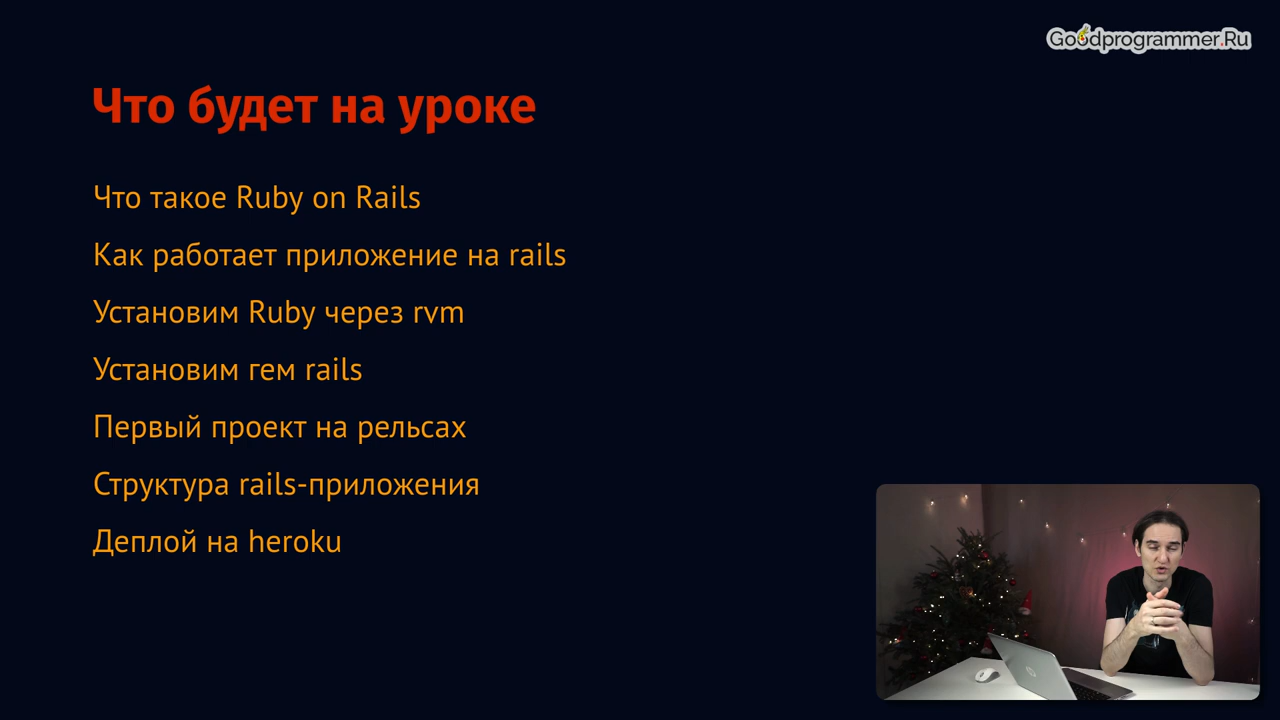 Goodprogrammer.Ru
Что будет на уроке
Что такое Ruby on Rails
Как работает приложение на rails
Установим Ruby через rvm
Установим гем rails
Первый проект на рельсах
Структура rails-приложения
Деплой на heroku